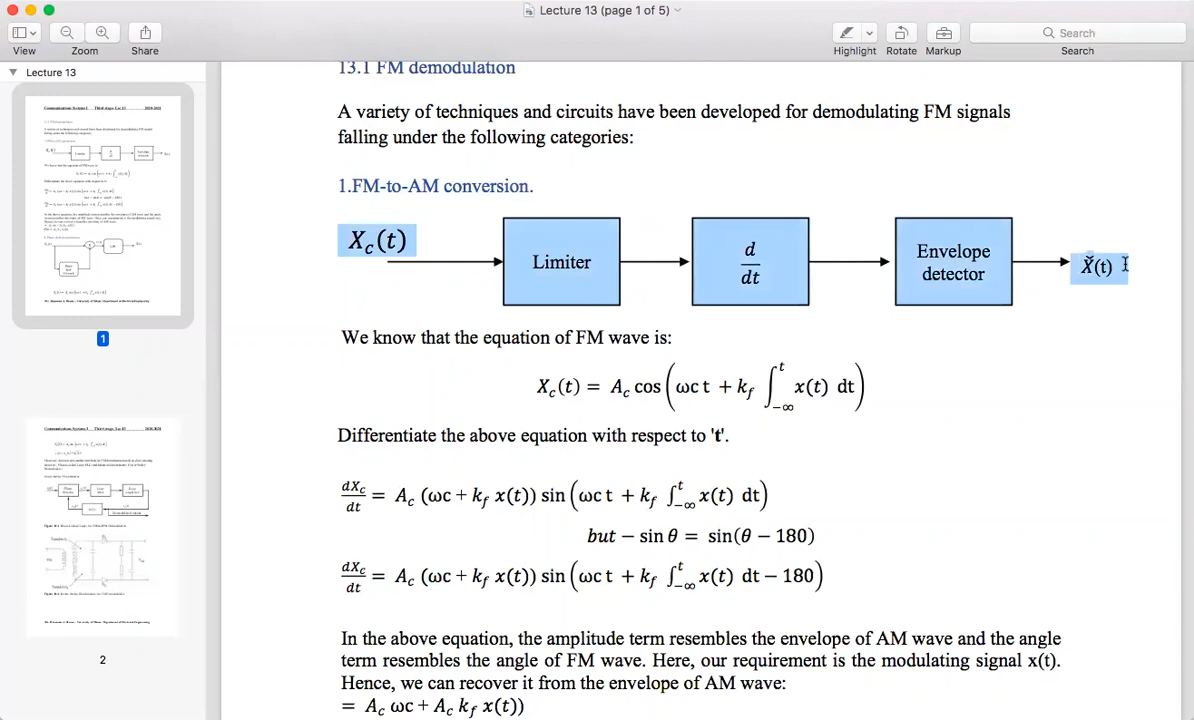 Lecture 13 (page 1 of 5)
View
Zoom
Share
Highlight
Rotate
Markup
Search
Search
Lecture 13
1
2
13.1 FM demodulation
A variety of techniques and circuits have been developed for demodulating FM signals
falling under the following categories:
1.FM-to-AM conversion.
X_c(t)
Limiter
d/dt
Envelope
detector
X̌(t)
We know that the equation of FM wave is:
X_c(t) = A_c cos(ωc t + k_f ∫_{-∞}^{t} x(t) dt)
Differentiate the above equation with respect to 't'.
dX_c/dt = A_c (ωc + k_f x(t)) sin(ωc t + k_f ∫_{-∞}^{t} x(t) dt)
but − sin θ = sin(θ − 180)
dX_c/dt = A_c (ωc + k_f x(t)) sin(ωc t + k_f ∫_{-∞}^{t} x(t) dt − 180)
In the above equation, the amplitude term resembles the envelope of AM wave and the angle
term resembles the angle of FM wave. Here, our requirement is the modulating signal x(t).
Hence, we can recover it from the envelope of AM wave:
= A_c ωc + A_c k_f x(t))